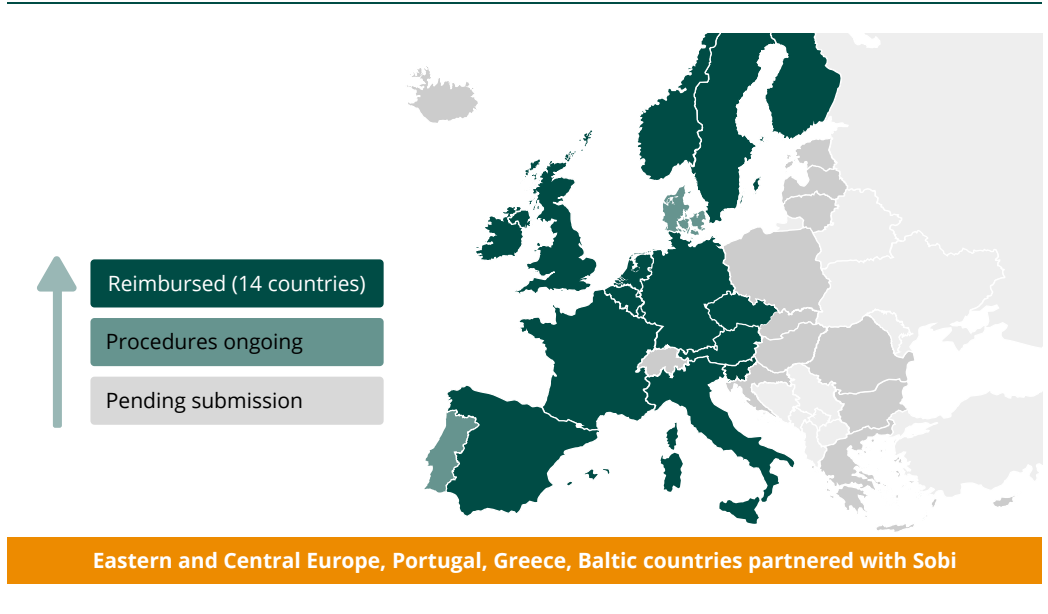 Reimbursed (14 countries)
Procedures ongoing
Pending submission
Eastern and Central Europe, Portugal, Greece, Baltic countries partnered with Sobi